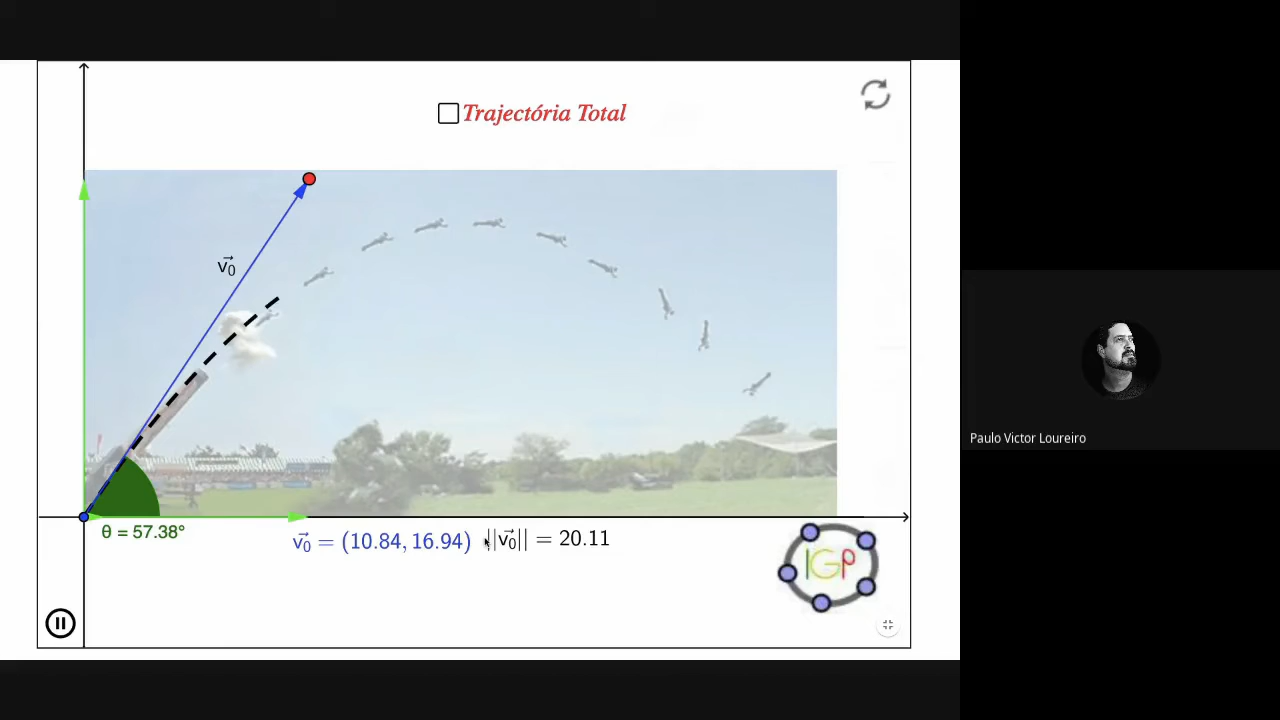 Trajectória Total
v⃗₀
θ = 57.38°
v⃗₀ = (10.84, 16.94) ||v⃗₀|| = 20.11
IGP
Paulo Victor Loureiro